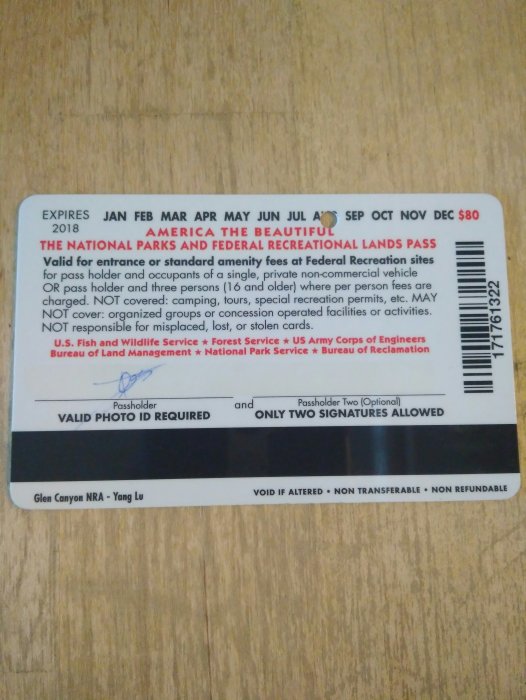 EXPIRES JAN FEB MAR APR MAY JUN JUL SEP OCT NOV DEC $80
2018
AMERICA THE BEAUTIFUL
THE NATIONAL PARKS AND FEDERAL RECREATIONAL LANDS PASS
Valid for entrance or standard amenity fees at Federal Recreation sites
for pass holder and occupants of a single, private non-commercial vehicle
OR pass holder and three persons (16 and older) where per person fees are
charged. NOT covered: camping, tours, special recreation permits, etc. MAY
NOT cover: organized groups or concession operated facilities or activities.
NOT responsible for misplaced, lost, or stolen cards.
U.S. Fish and Wildlife Service ★ Forest Service ★ US Army Corps of Engineers
Bureau of Land Management ★ National Park Service ★ Bureau of Reclamation
171761322
Passholder and Passholder Two (Optional)
VALID PHOTO ID REQUIRED ONLY TWO SIGNATURES ALLOWED
Glen Canyon NRA - Yang Lu
VOID IF ALTERED • NON TRANSFERABLE • NON REFUNDABLE